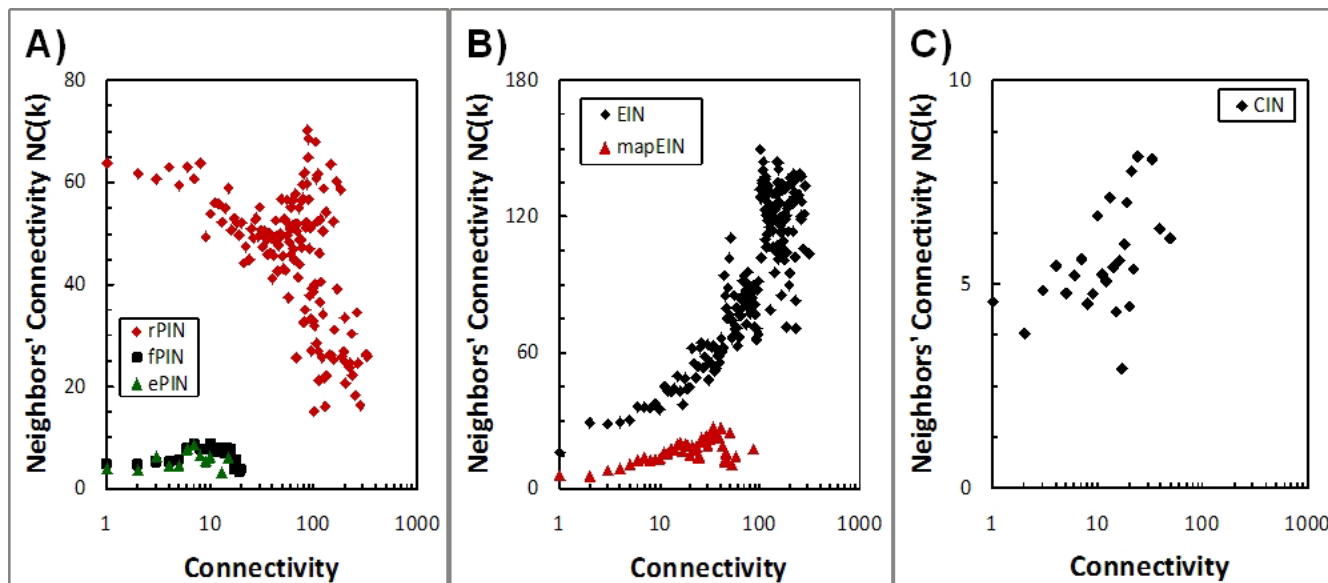 A)
Neighbors' Connectivity NC(k)
80
60
40
20
0
rPIN
fPIN
ePIN
1
10
100
1000
Connectivity
B)
Neighbors' Connectivity NC(k)
180
120
60
0
EIN
mapEIN
1
10
100
1000
Connectivity
C)
Neighbors' Connectivity NC(k)
10
5
0
CIN
1
10
100
1000
Connectivity